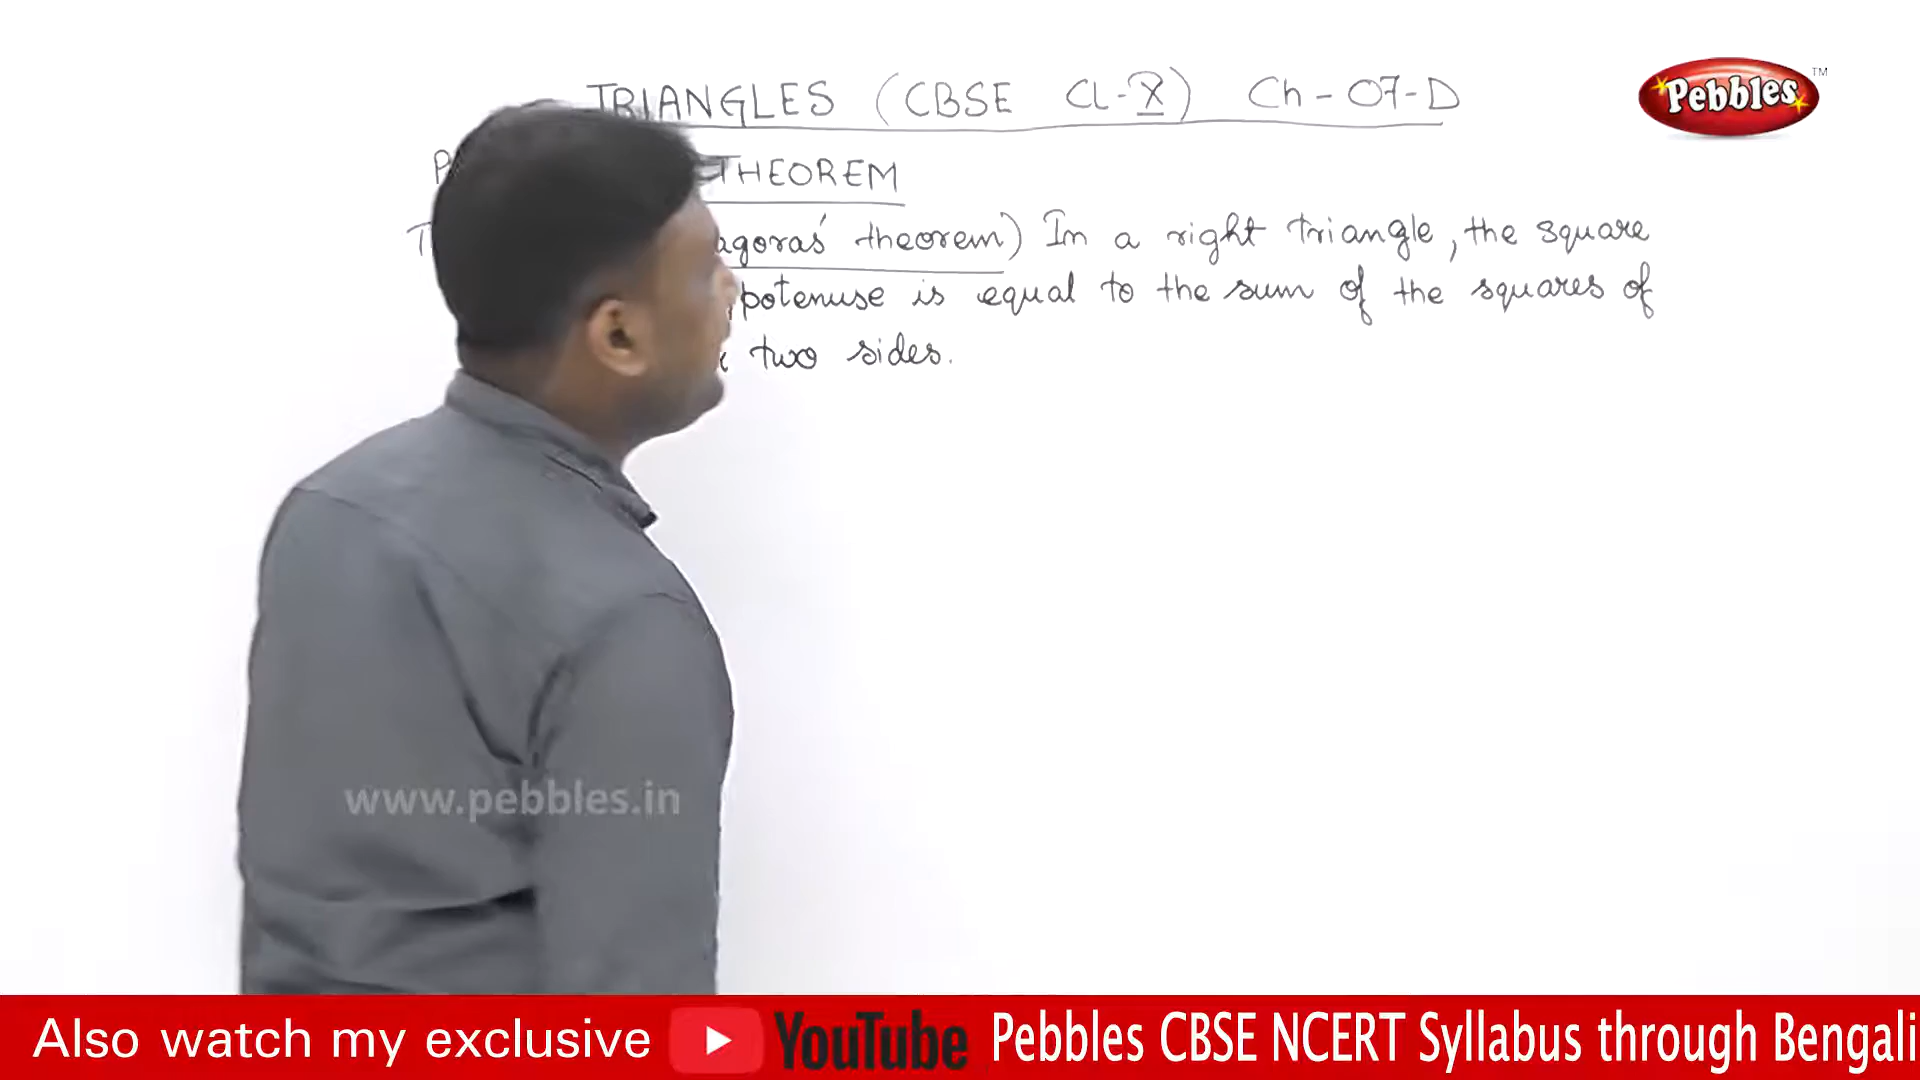 TRIANGLES (CBSE Cl-X) Ch-07-D
Pebbles TM
THEOREM
theorem) In a right triangle, the square
is equal to the sum of the squares of
two sides.
www.pebbles.in
Also watch my exclusive YouTube Pebbles CBSE NCERT Syllabus through Bengali